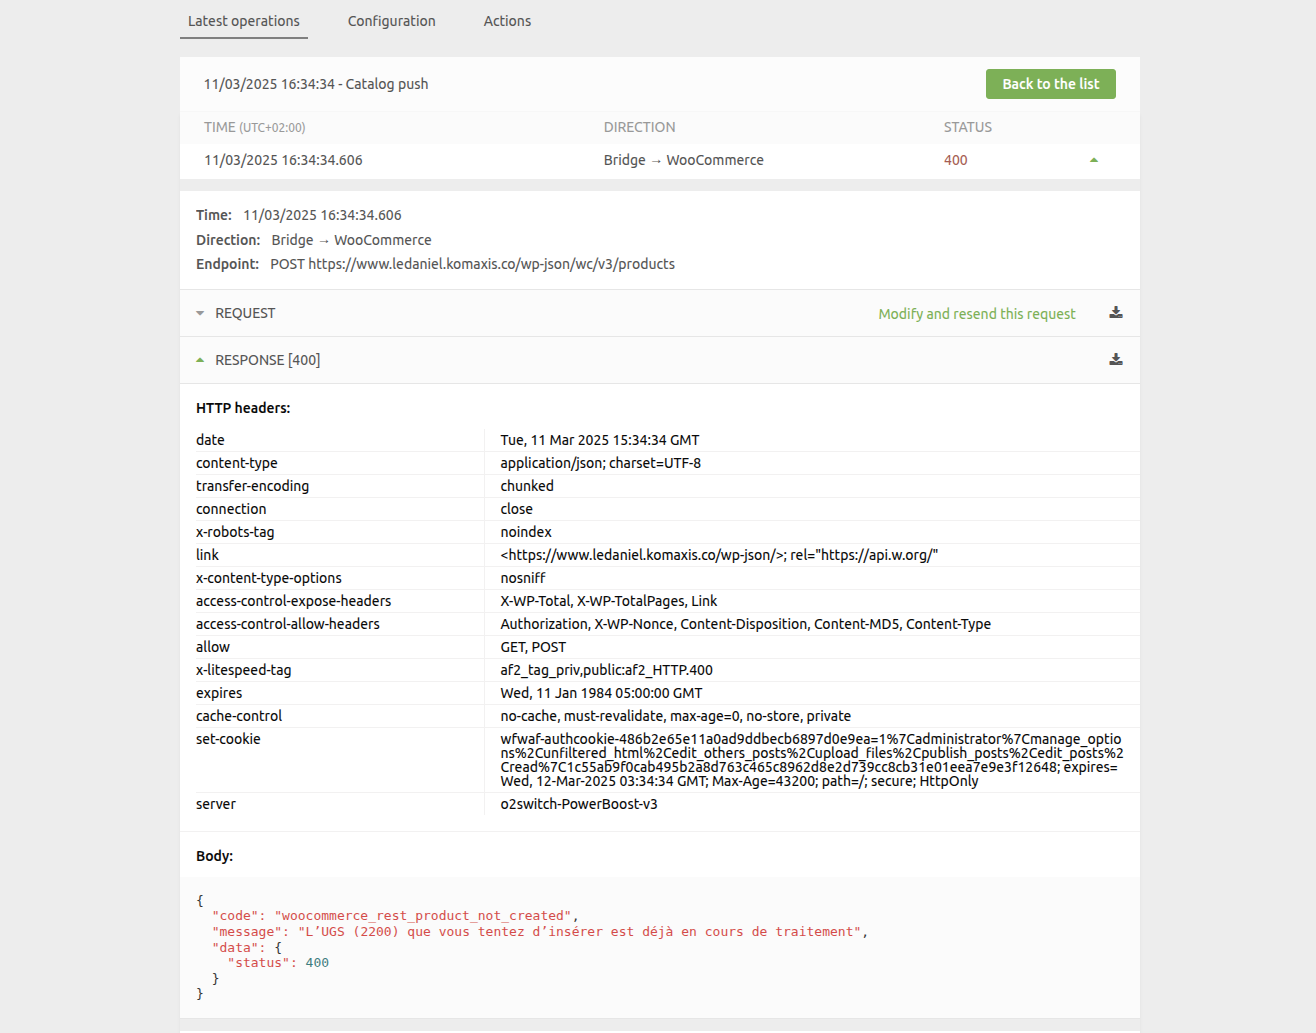 Latest operations Configuration Actions
11/03/2025 16:34:34 - Catalog push Back to the list
TIME (UTC+02:00) DIRECTION STATUS
11/03/2025 16:34:34.606 Bridge → WooCommerce 400
Time: 11/03/2025 16:34:34.606
Direction: Bridge → WooCommerce
Endpoint: POST https://www.ledaniel.komaxis.co/wp-json/wc/v3/products
REQUEST Modify and resend this request
RESPONSE [400]
HTTP headers:
date Tue, 11 Mar 2025 15:34:34 GMT
content-type application/json; charset=UTF-8
transfer-encoding chunked
connection close
x-robots-tag noindex
link <https://www.ledaniel.komaxis.co/wp-json/>; rel="https://api.w.org/"
x-content-type-options nosniff
access-control-expose-headers X-WP-Total, X-WP-TotalPages, Link
access-control-allow-headers Authorization, X-WP-Nonce, Content-Disposition, Content-MD5, Content-Type
allow GET, POST
x-litespeed-tag af2_tag_priv,public:af2_HTTP.400
expires Wed, 11 Jan 1984 05:00:00 GMT
cache-control no-cache, must-revalidate, max-age=0, no-store, private
set-cookie wfwaf-authcookie-486b2e65e11a0ad9ddbecb6897d0e9ea=1%7Cadministrator%7Cmanage_optio
ns%2Cunfiltered_html%2Cedit_others_posts%2Cupload_files%2Cpublish_posts%2Cedit_posts%2
Cread%7C1c55ab9f0cab495b2a8d763c465c8962d8e2d739cc8cb31e01eea7e9e3f12648; expires=
Wed, 12-Mar-2025 03:34:34 GMT; Max-Age=43200; path=/; secure; HttpOnly
server o2switch-PowerBoost-v3
Body:
{
"code": "woocommerce_rest_product_not_created",
"message": "L’UGS (2200) que vous tentez d’insérer est déjà en cours de traitement",
"data": {
"status": 400
}
}